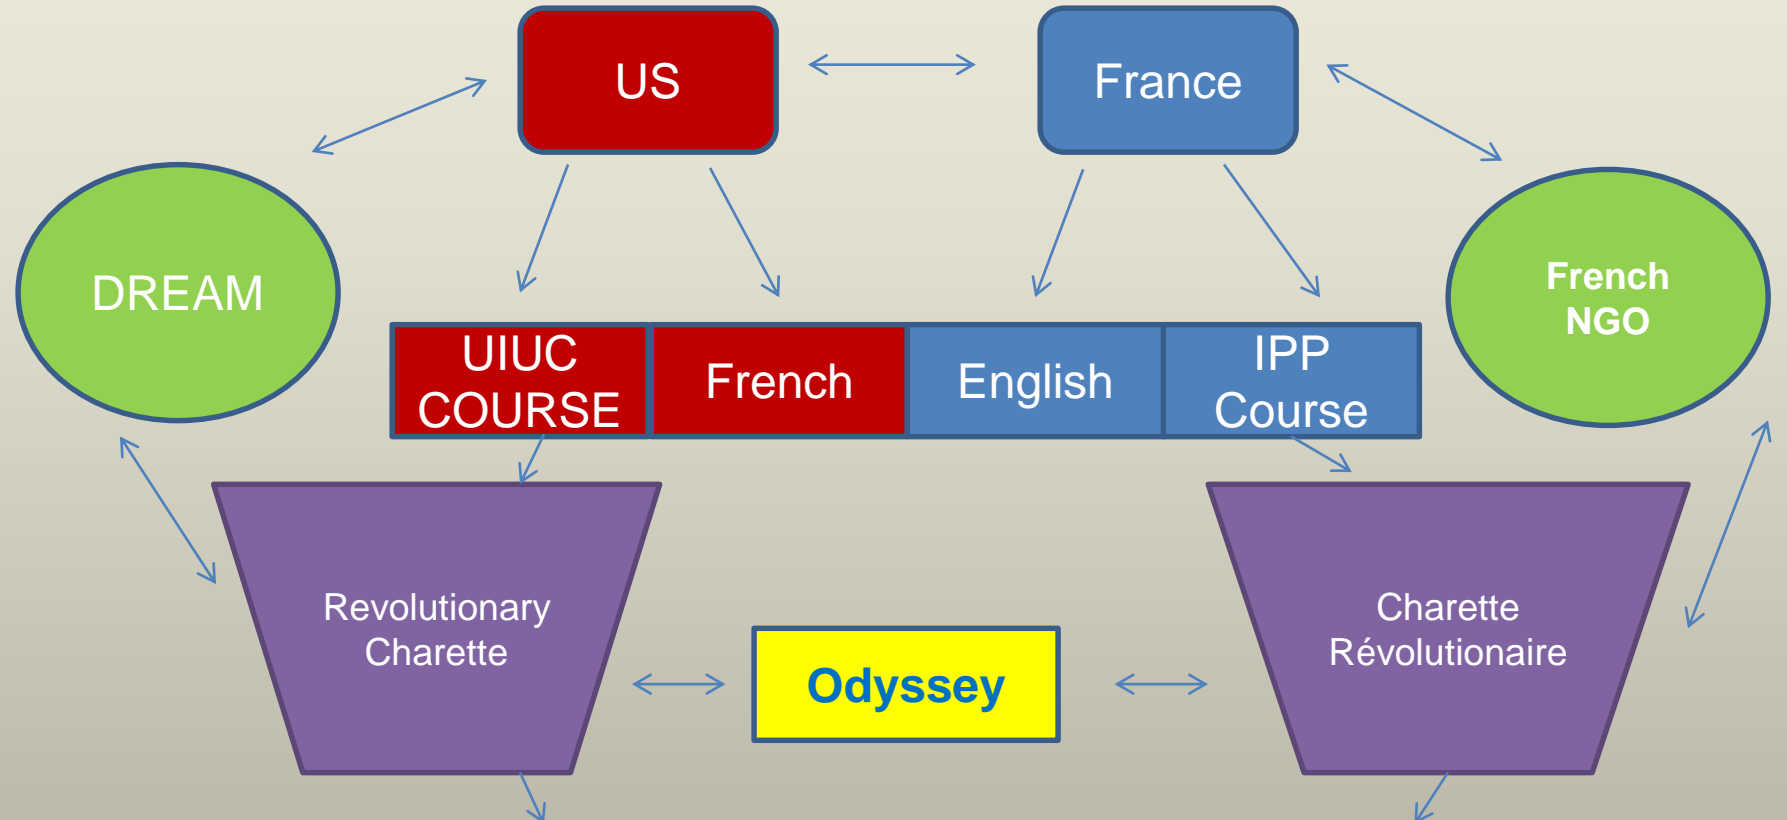 US
France
DREAM
French
NGO
UIUC
COURSE
French
English
IPP
Course
Revolutionary
Charette
Odyssey
Charette
Révolutionaire